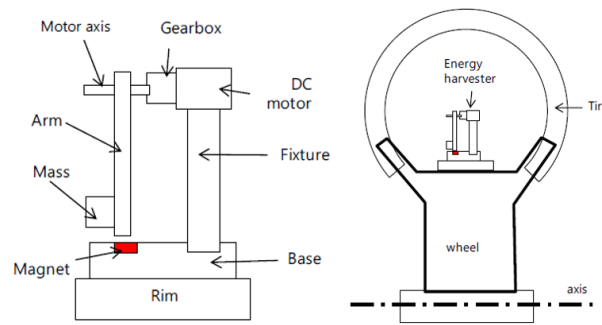 Motor axis
Gearbox
DC
motor
Arm
Fixture
Mass
Magnet
Base
Rim
Energy
harvester
Tir
wheel
axis